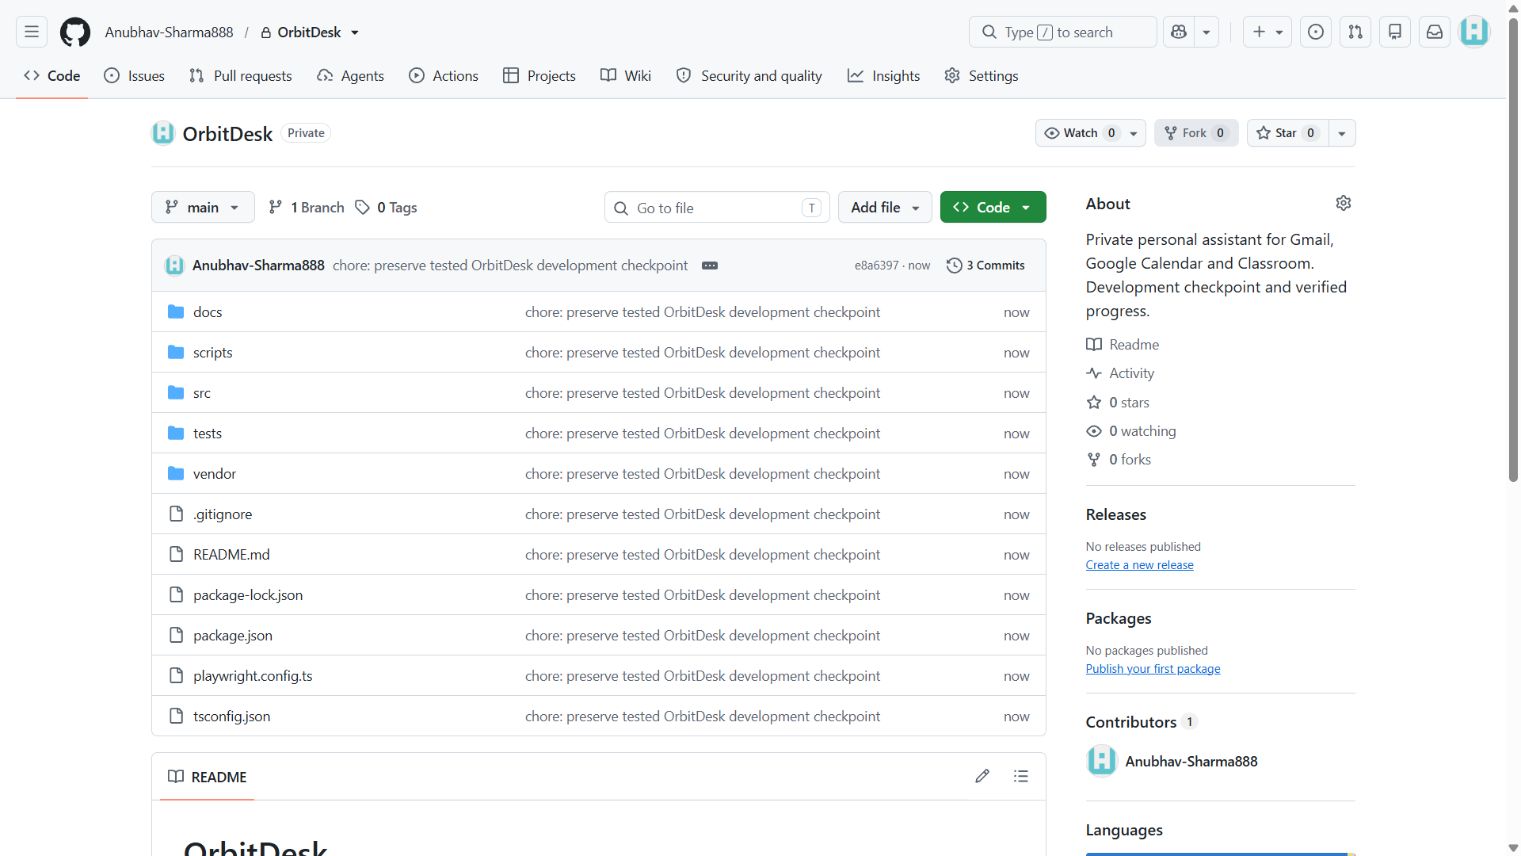 Anubhav-Sharma888 / OrbitDesk
Type / to search
Code Issues Pull requests Agents Actions Projects Wiki Security and quality Insights Settings
OrbitDesk Private
Watch 0 Fork 0 Star 0
main 1 Branch 0 Tags
Go to file T Add file Code
Anubhav-Sharma888 chore: preserve tested OrbitDesk development checkpoint e8a6397 · now 3 Commits
docs chore: preserve tested OrbitDesk development checkpoint now
scripts chore: preserve tested OrbitDesk development checkpoint now
src chore: preserve tested OrbitDesk development checkpoint now
tests chore: preserve tested OrbitDesk development checkpoint now
vendor chore: preserve tested OrbitDesk development checkpoint now
.gitignore chore: preserve tested OrbitDesk development checkpoint now
README.md chore: preserve tested OrbitDesk development checkpoint now
package-lock.json chore: preserve tested OrbitDesk development checkpoint now
package.json chore: preserve tested OrbitDesk development checkpoint now
playwright.config.ts chore: preserve tested OrbitDesk development checkpoint now
tsconfig.json chore: preserve tested OrbitDesk development checkpoint now
README
OrbitDesk
About
Private personal assistant for Gmail,
Google Calendar and Classroom.
Development checkpoint and verified
progress.
Readme
Activity
0 stars
0 watching
0 forks
Releases
No releases published
Create a new release
Packages
No packages published
Publish your first package
Contributors 1
Anubhav-Sharma888
Languages